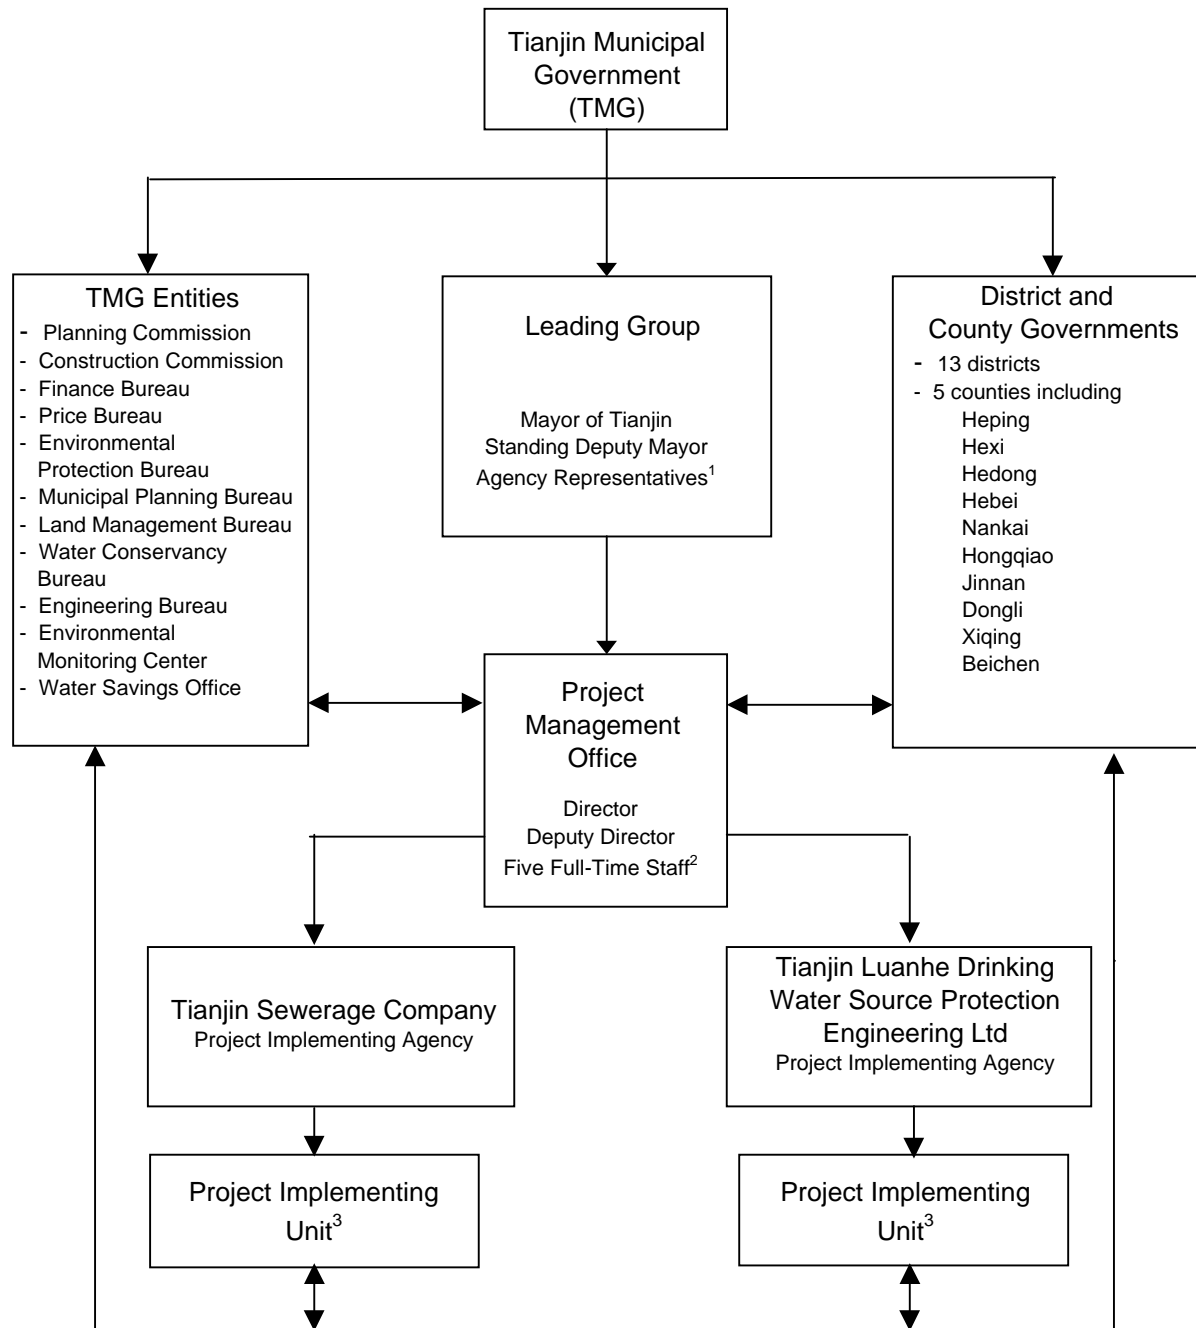 Tianjin Municipal
Government
(TMG)
TMG Entities
- Planning Commission
- Construction Commission
- Finance Bureau
- Price Bureau
- Environmental
Protection Bureau
- Municipal Planning Bureau
- Land Management Bureau
- Water Conservancy
Bureau
- Engineering Bureau
- Environmental
Monitoring Center
- Water Savings Office
Leading Group
Mayor of Tianjin
Standing Deputy Mayor
Agency Representatives¹
District and
County Governments
- 13 districts
- 5 counties including
Heping
Hexi
Hedong
Hebei
Nankai
Hongqiao
Jinnan
Dongli
Xiqing
Beichen
Project
Management
Office
Director
Deputy Director
Five Full-Time Staff²
Tianjin Sewerage Company
Project Implementing Agency
Tianjin Luanhe Drinking
Water Source Protection
Engineering Ltd
Project Implementing Agency
Project Implementing
Unit³
Project Implementing
Unit³